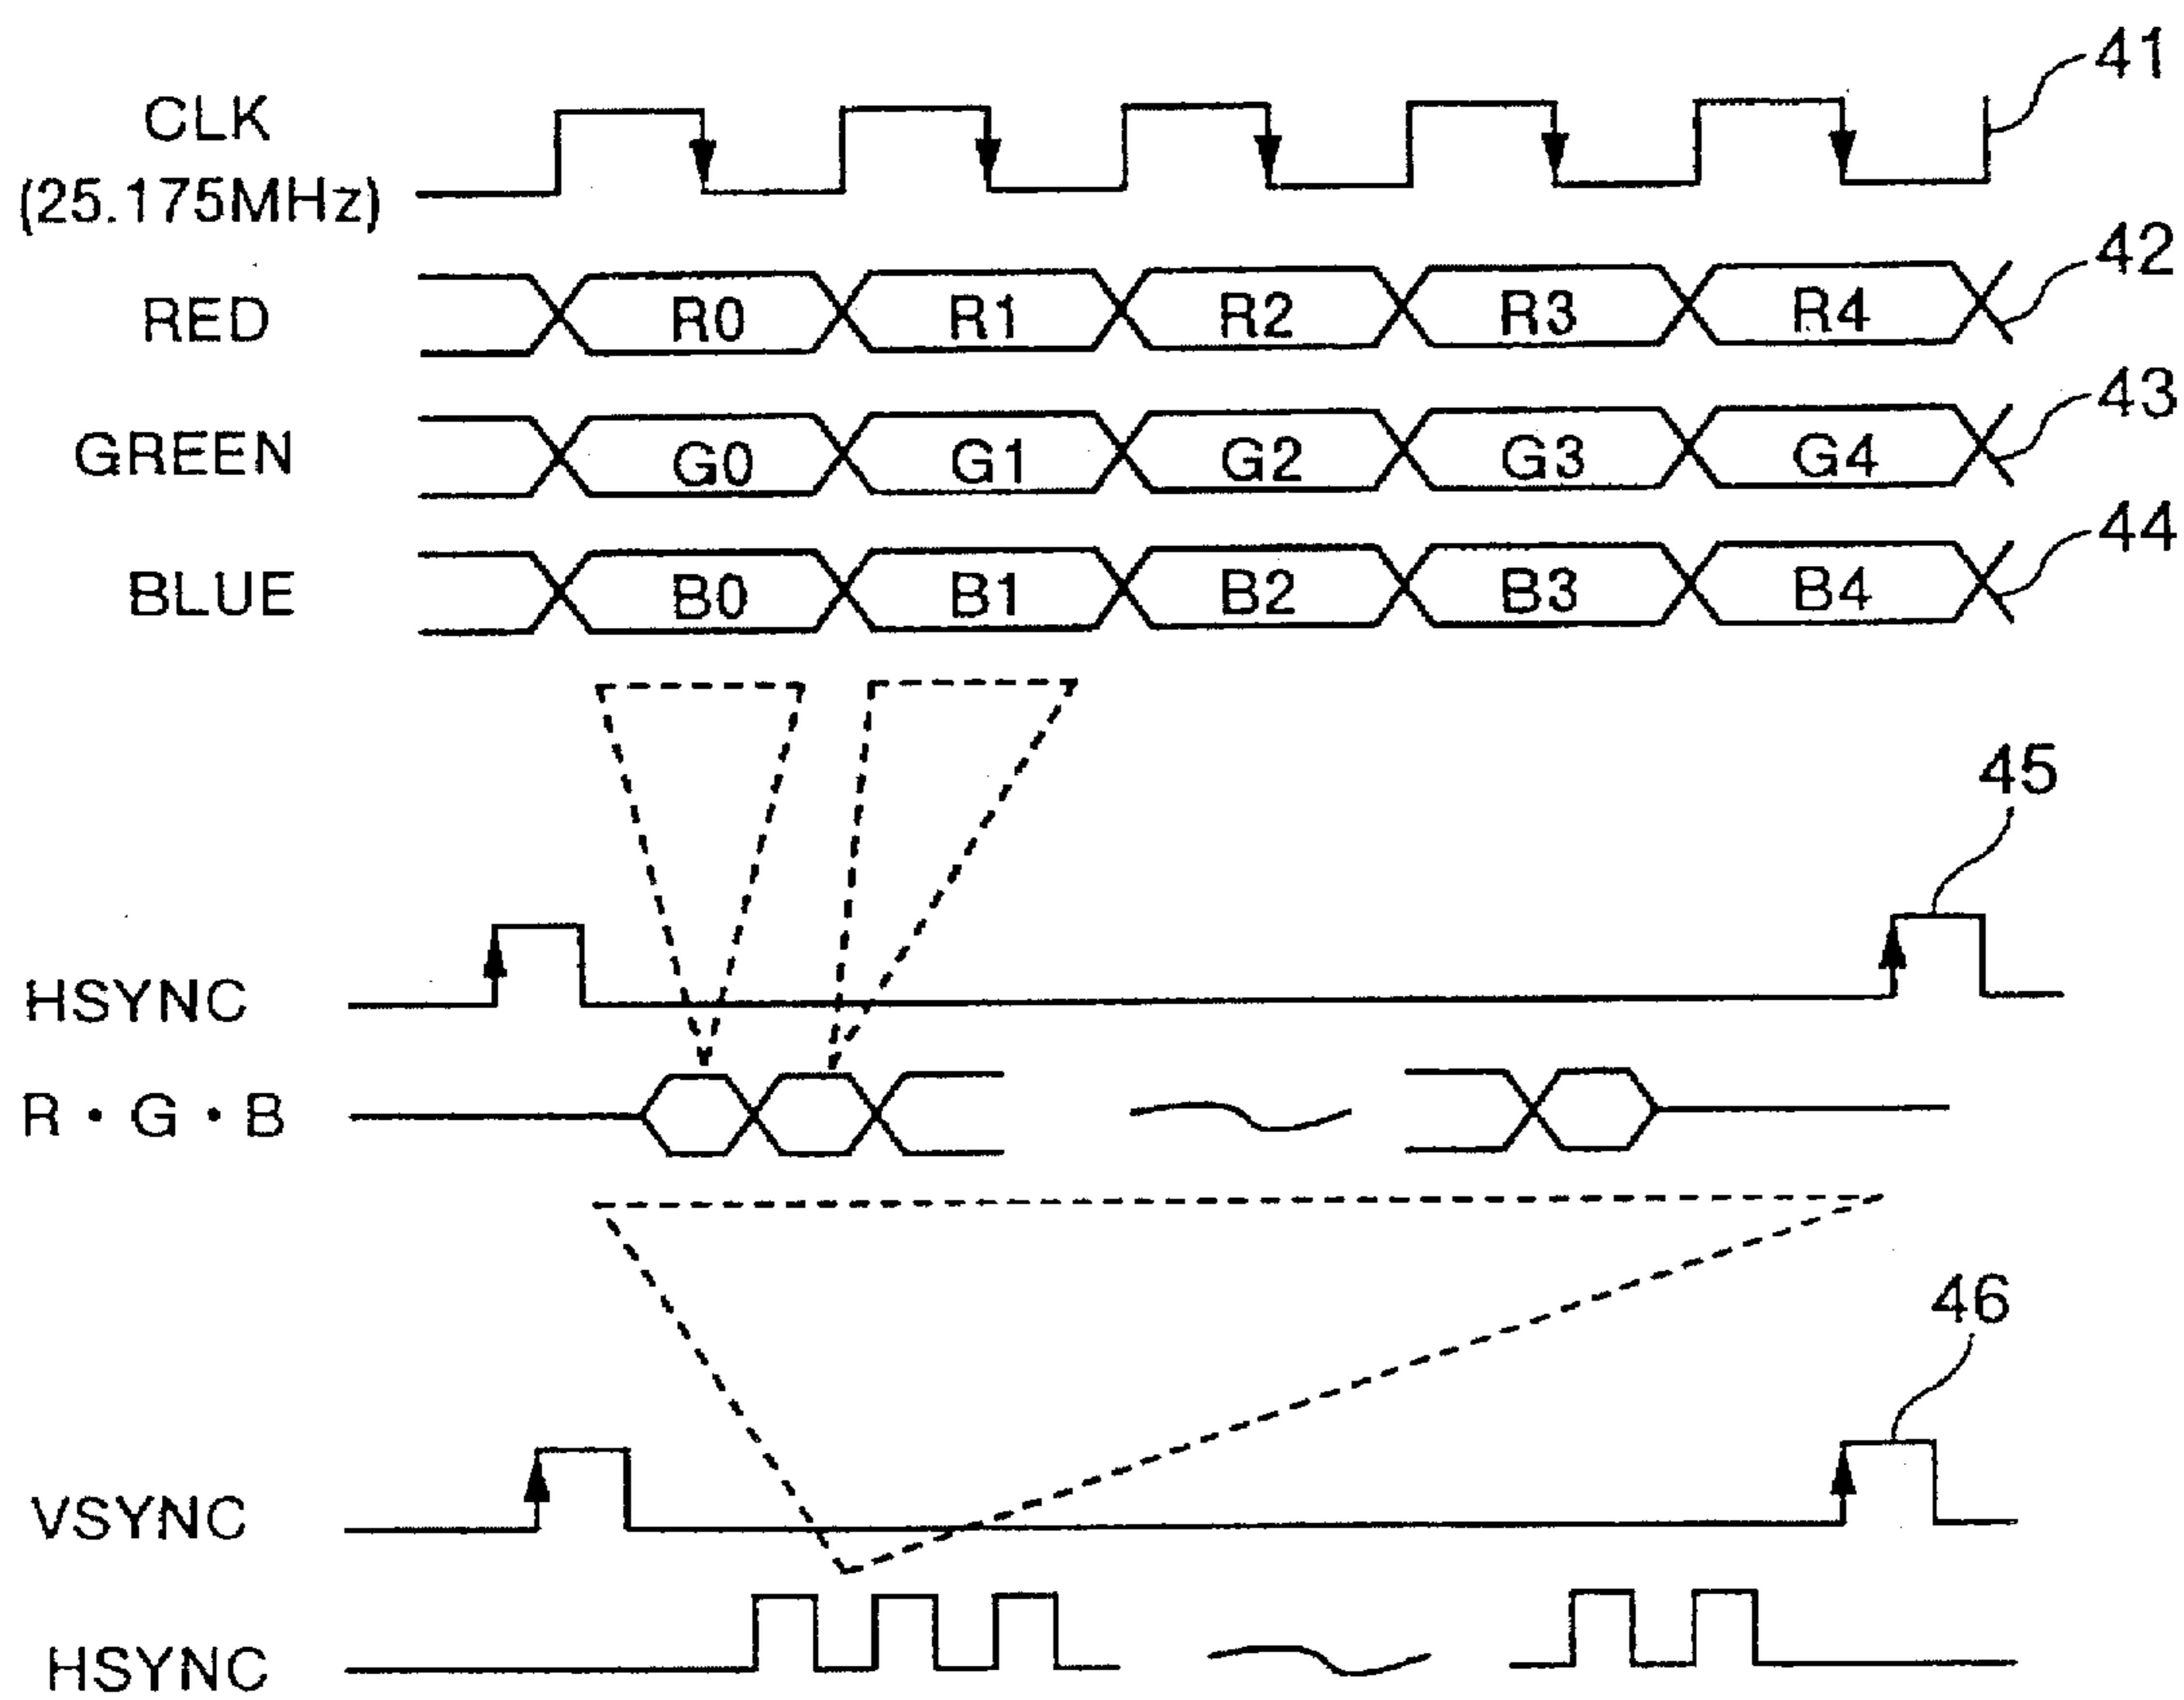 CLK
(25.175MHz)
41
RED
R0 R1 R2 R3 R4
42
GREEN
G0 G1 G2 G3 G4
43
BLUE
B0 B1 B2 B3 B4
44
45
HSYNC
R・G・B
46
VSYNC
HSYNC